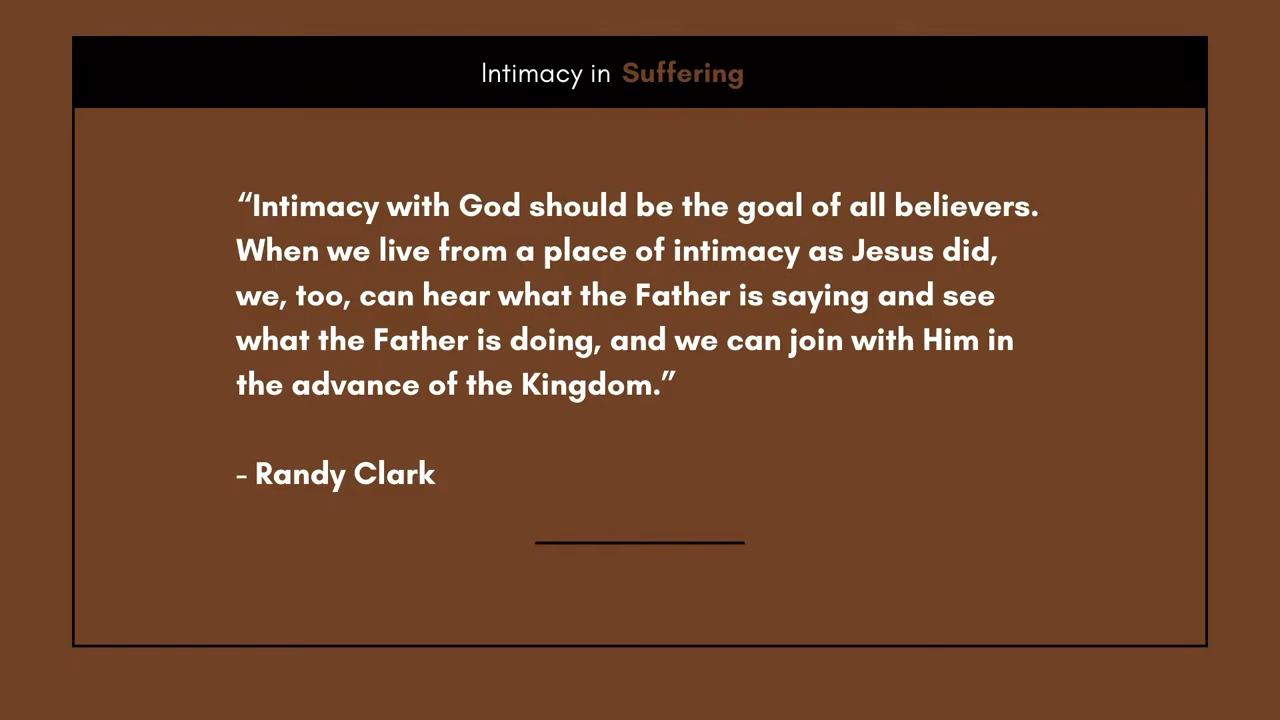 Intimacy in Suffering
“Intimacy with God should be the goal of all believers.
When we live from a place of intimacy as Jesus did,
we, too, can hear what the Father is saying and see
what the Father is doing, and we can join with Him in
the advance of the Kingdom.”
- Randy Clark